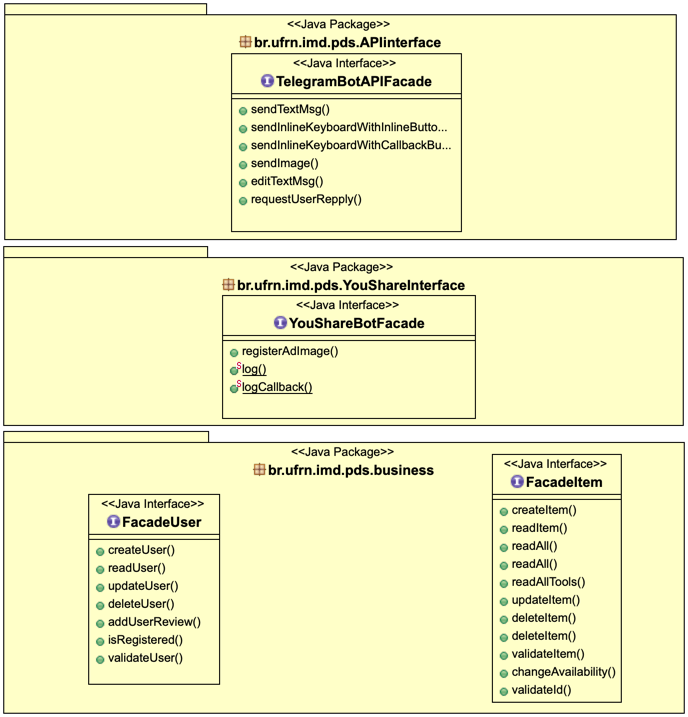 <<Java Package>>
br.ufrn.imd.pds.APIinterface
<<Java Interface>>
TelegramBotAPIFacade
sendTextMsg()
sendInlineKeyboardWithInlineButto...
sendInlineKeyboardWithCallbackBu...
sendImage()
editTextMsg()
requestUserRepply()
<<Java Package>>
br.ufrn.imd.pds.YouShareInterface
<<Java Interface>>
YouShareBotFacade
registerAdImage()
log()
logCallback()
<<Java Package>>
br.ufrn.imd.pds.business
<<Java Interface>>
FacadeUser
createUser()
readUser()
updateUser()
deleteUser()
addUserReview()
isRegistered()
validateUser()
<<Java Interface>>
FacadeItem
createItem()
readItem()
readAll()
readAll()
readAllTools()
updateItem()
deleteItem()
deleteItem()
validateItem()
changeAvailability()
validateId()